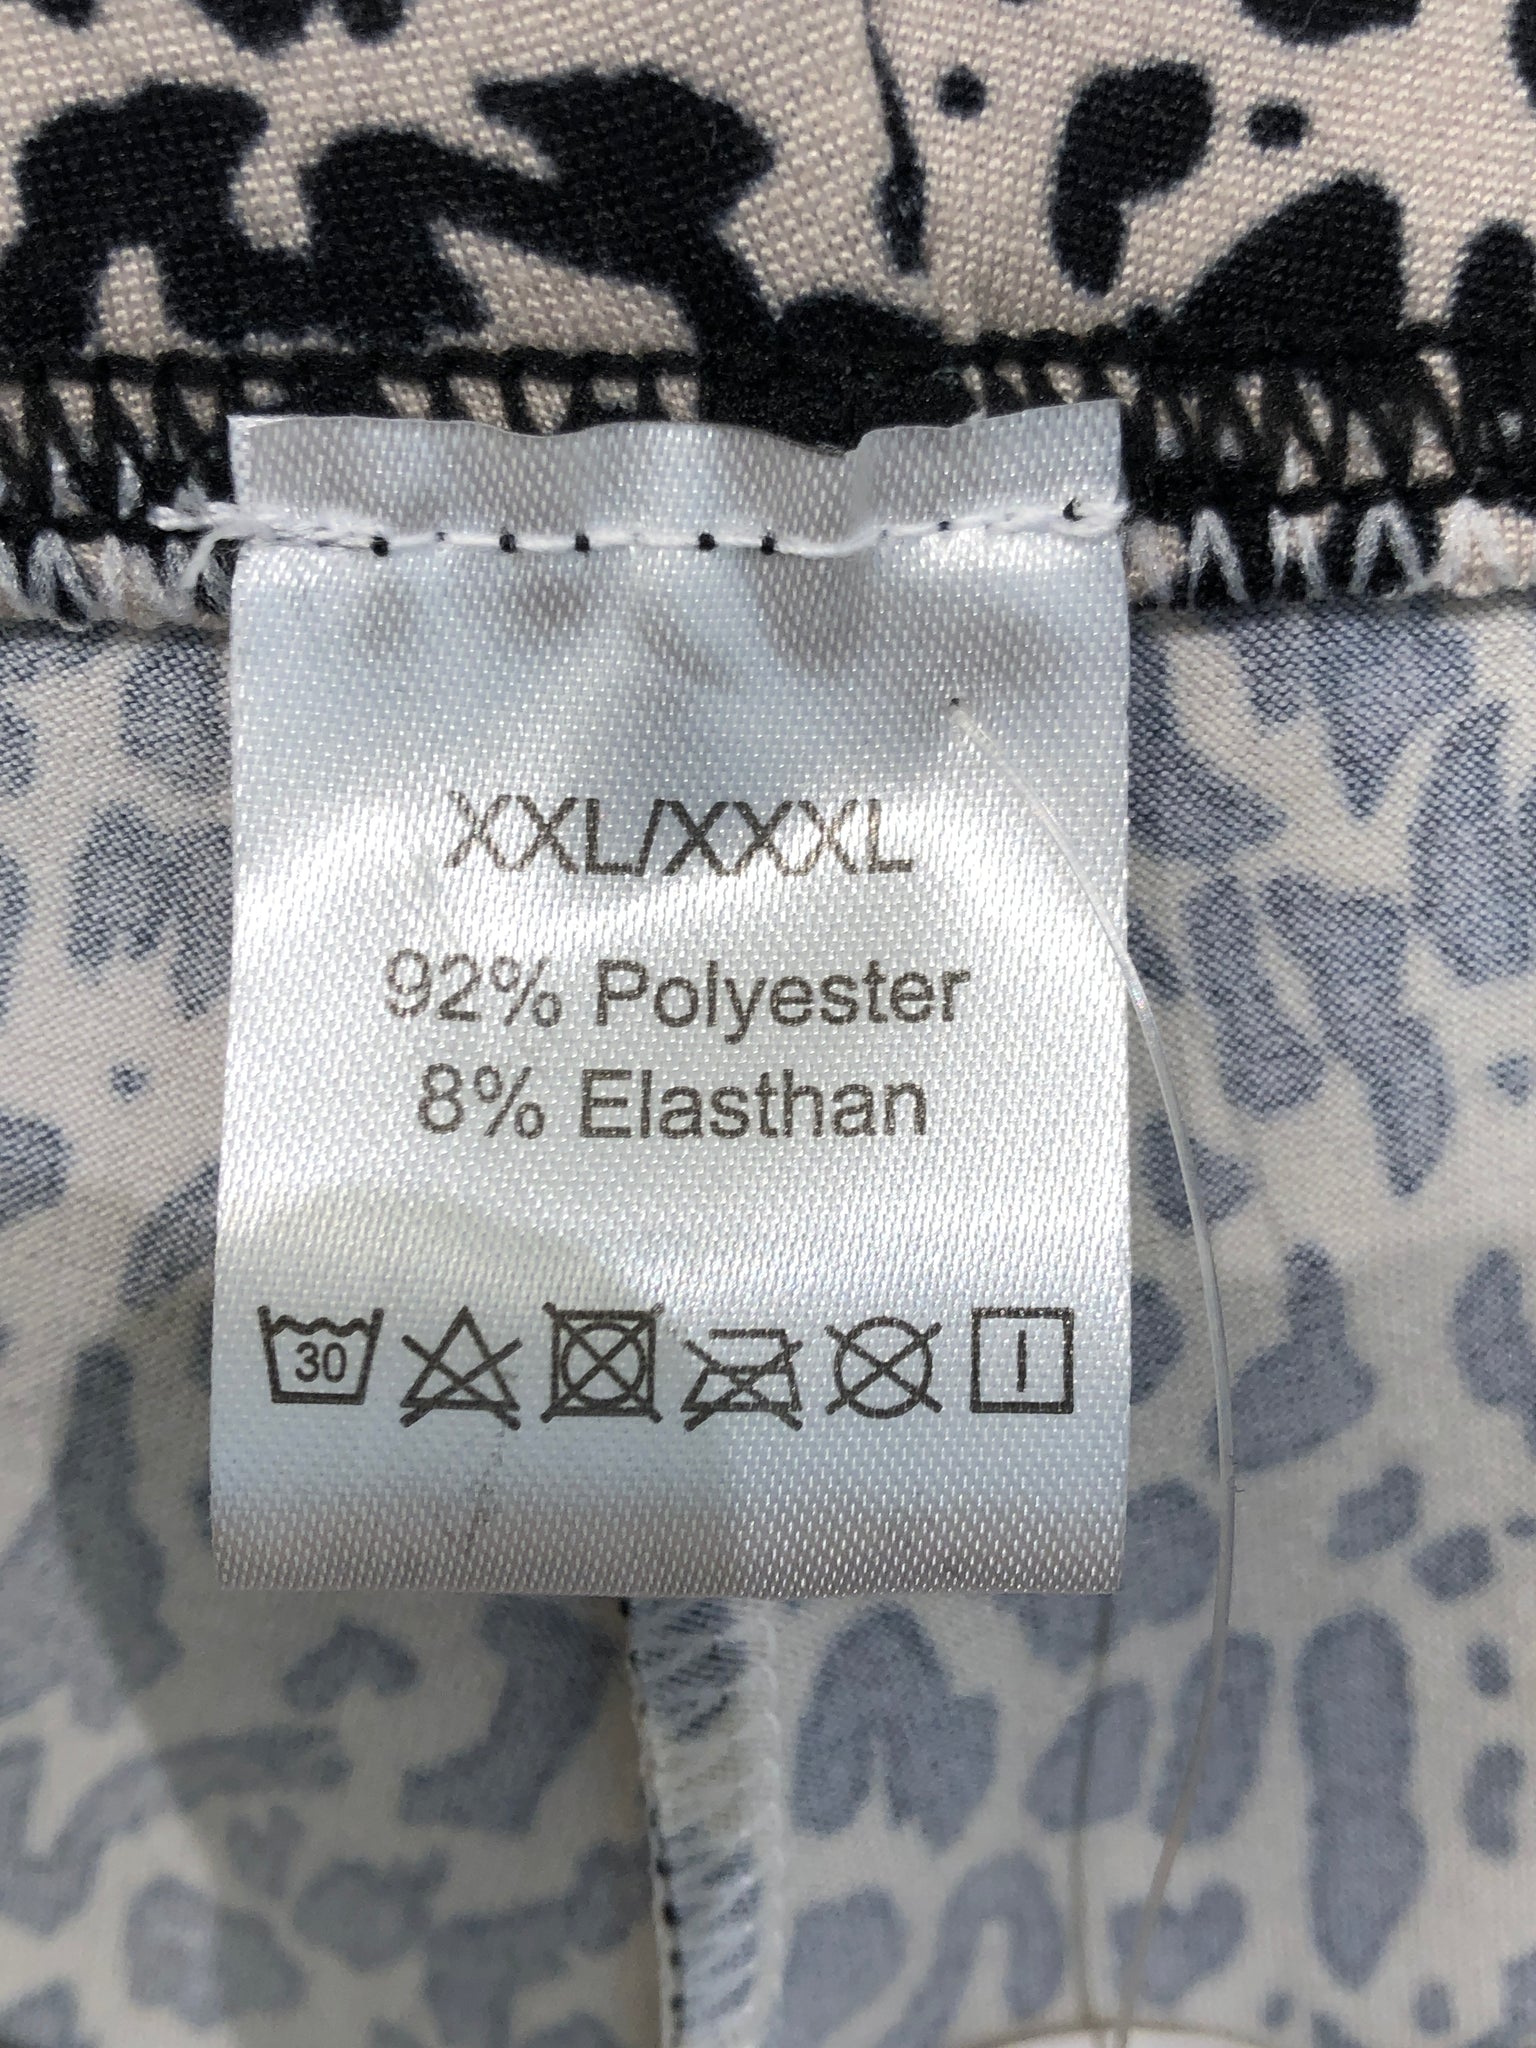 XXL/XXXL
92% Polyester
8% Elasthan
30